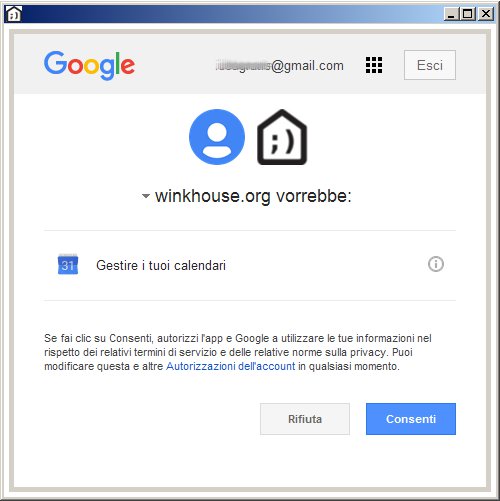 Google
@gmail.com
Esci
;)
winkhouse.org vorrebbe:
31
Gestire i tuoi calendari
Se fai clic su Consenti, autorizzi l'app e Google a utilizzare le tue informazioni nel
rispetto dei relativi termini di servizio e delle relative norme sulla privacy. Puoi
modificare questa e altre Autorizzazioni dell'account in qualsiasi momento.
Rifiuta
Consenti